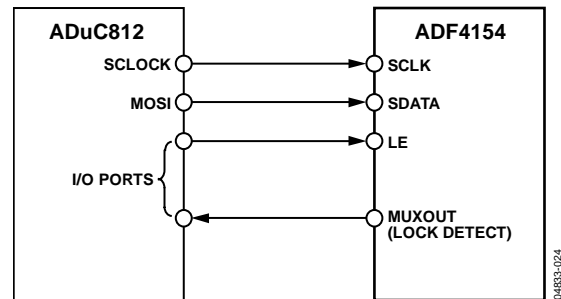 ADuC812
ADF4154
SCLOCK
SCLK
MOSI
SDATA
LE
I/O PORTS
MUXOUT
(LOCK DETECT)
04833-024